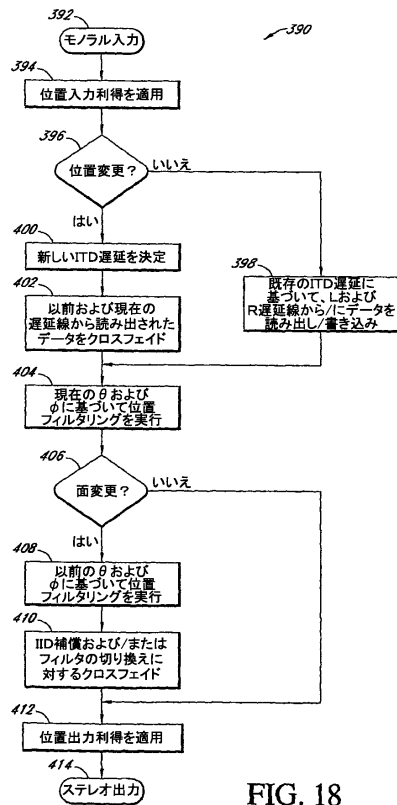 392
390
モノラル入力
394
位置入力利得を適用
396
位置変更?
いいえ
はい
400
新しいITD遅延を決定
398
既存のITD遅延に
基づいて、Lおよび
R遅延線から/にデータを
読み出し/書き込み
402
以前および現在の
遅延線から読み出された
データをクロスフェイド
404
現在のθおよび
φに基づいて位置
フィルタリングを実行
406
面変更?
いいえ
はい
408
以前のθおよび
φに基づいて位置
フィルタリングを実行
410
IID補償および/または
フィルタの切り換えに
対するクロスフェイド
412
位置出力利得を適用
414
ステレオ出力
FIG. 18